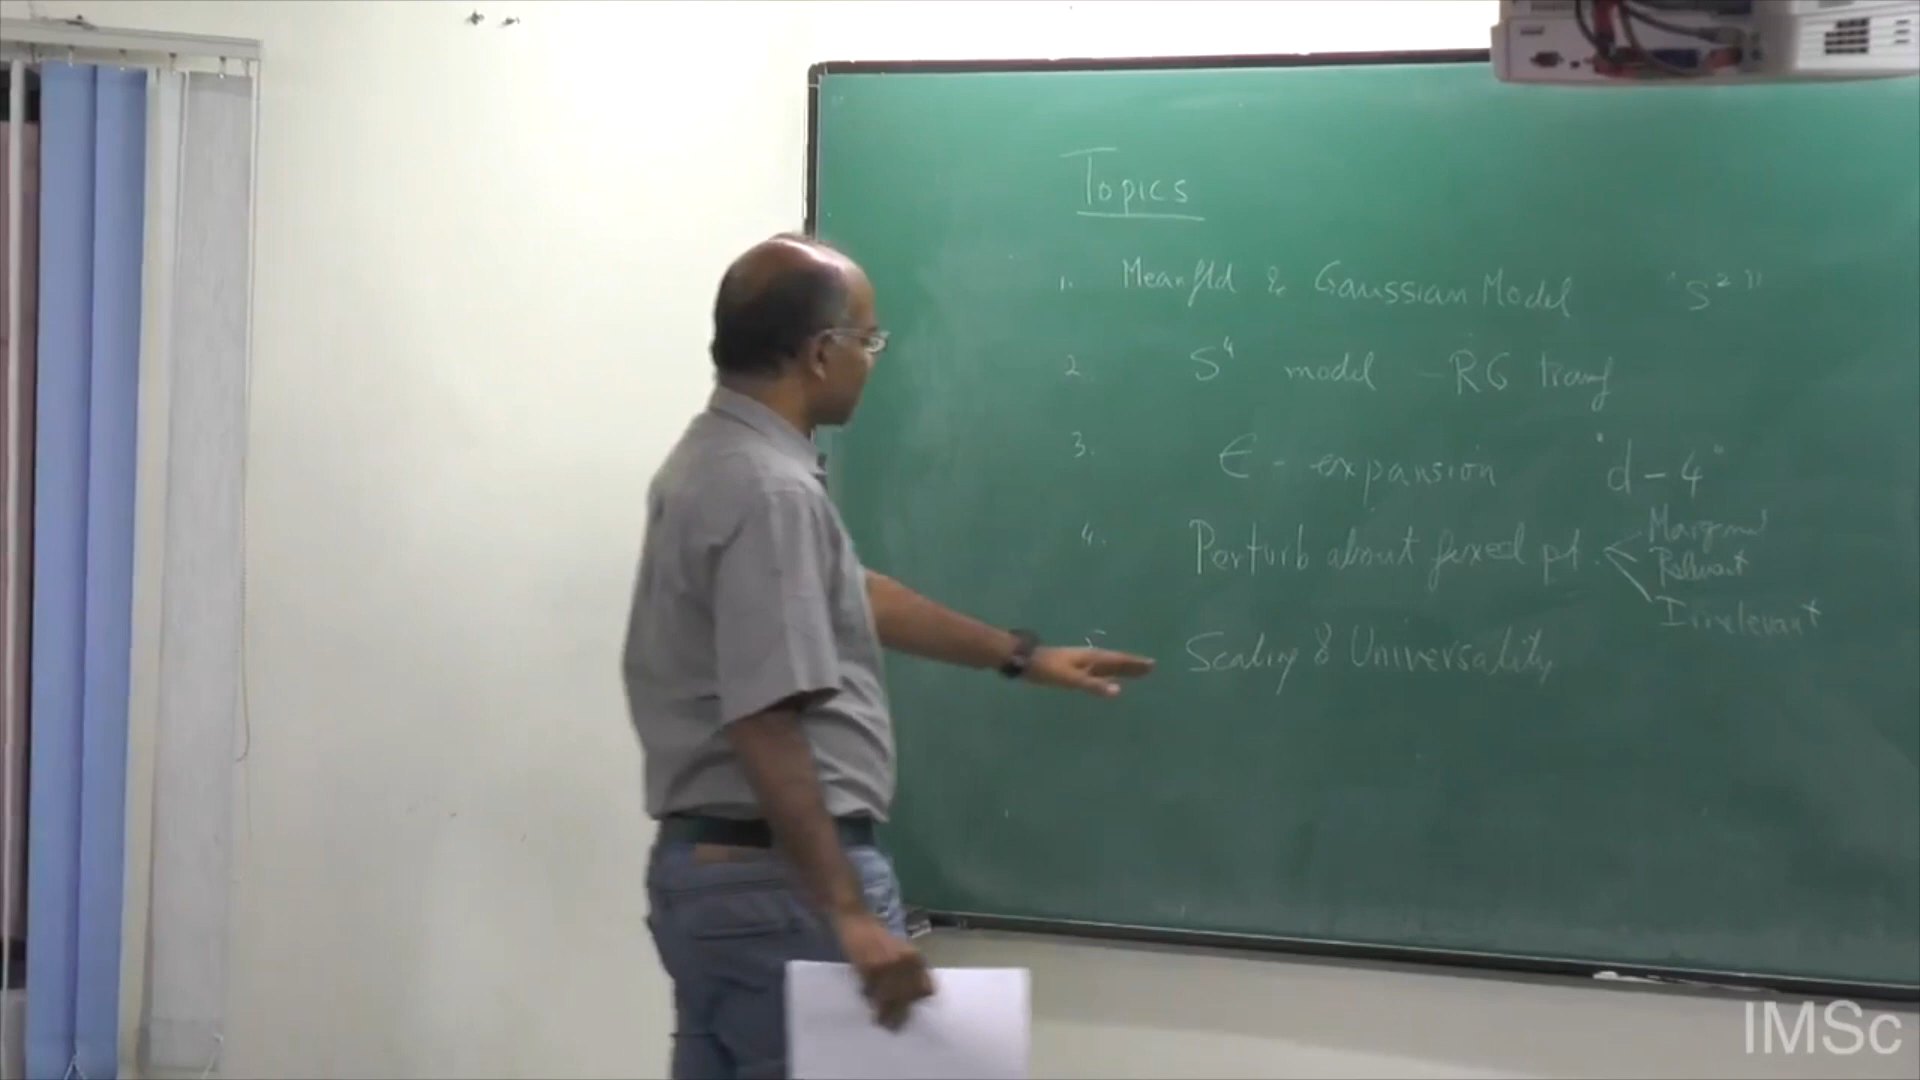 Topics
1. Meanfld & Gaussian Model "S²"
2. S⁴ model - RG transf
3. ϵ - expansion "d-4"
4. Perturb about fixed pt. Marginal
Relevant
Irrelevant
5. Scaling & Universality
IMSc